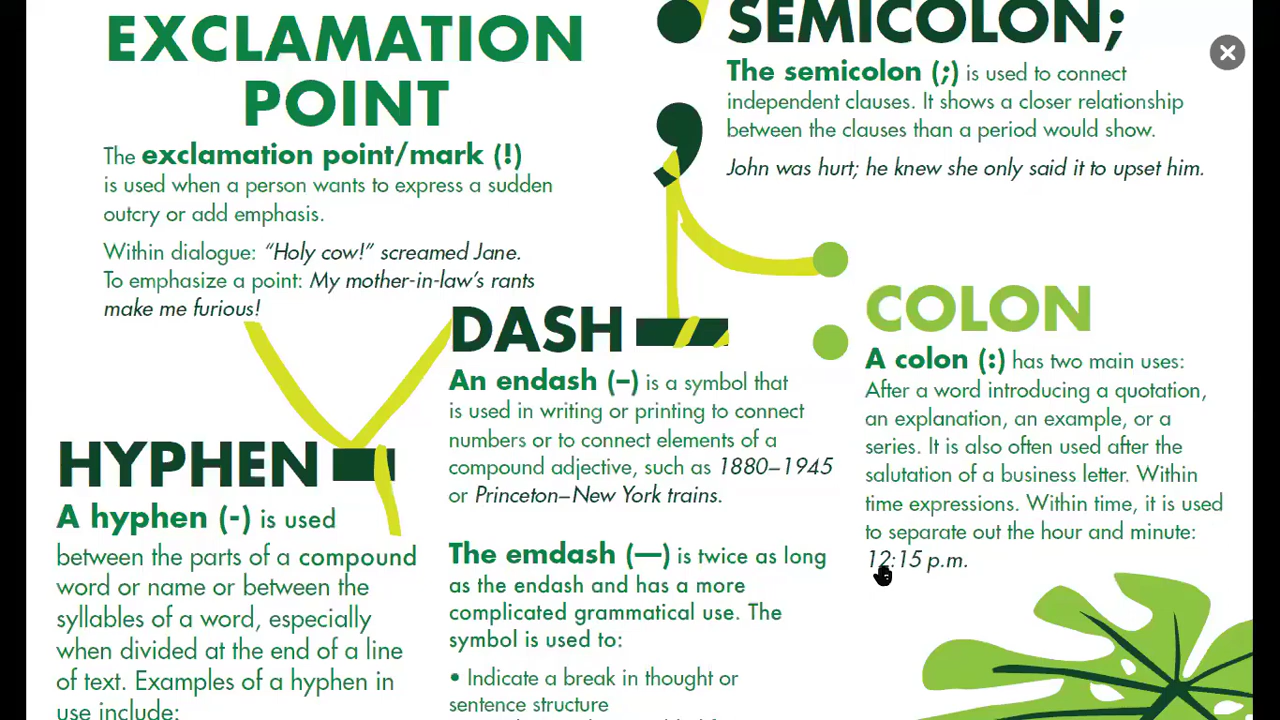 EXCLAMATION
POINT
The exclamation point/mark (!)
is used when a person wants to express a sudden
outcry or add emphasis.
Within dialogue: “Holy cow!” screamed Jane.
To emphasize a point: My mother-in-law’s rants
make me furious!
SEMICOLON;
The semicolon (;) is used to connect
independent clauses. It shows a closer relationship
between the clauses than a period would show.
John was hurt; he knew she only said it to upset him.
DASH
An endash (–) is a symbol that
is used in writing or printing to connect
numbers or to connect elements of a
compound adjective, such as 1880–1945
or Princeton–New York trains.
The emdash (—) is twice as long
as the endash and has a more
complicated grammatical use. The
symbol is used to:
• Indicate a break in thought or
sentence structure
COLON
A colon (:) has two main uses:
After a word introducing a quotation,
an explanation, an example, or a
series. It is also often used after the
salutation of a business letter. Within
time expressions. Within time, it is used
to separate out the hour and minute:
12:15 p.m.
HYPHEN
A hyphen (-) is used
between the parts of a compound
word or name or between the
syllables of a word, especially
when divided at the end of a line
of text. Examples of a hyphen in
use include: